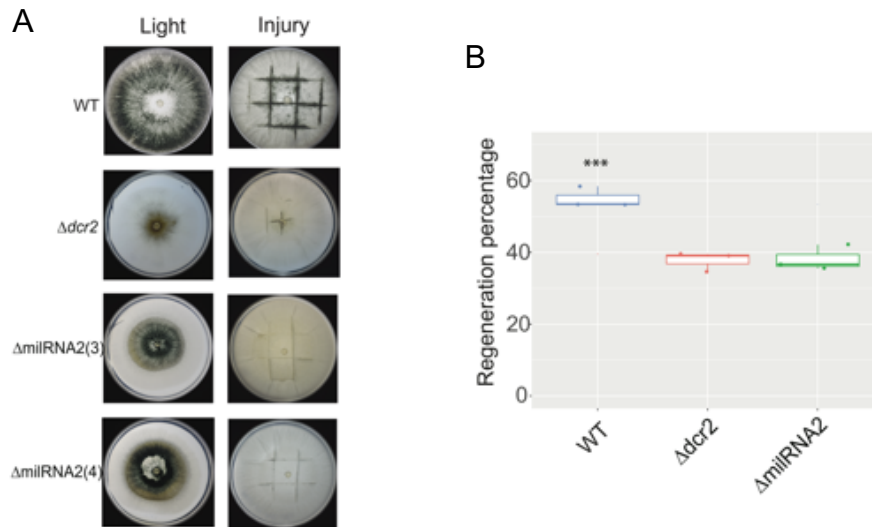 A
Light Injury
WT
Δdcr2
ΔmilRNA2(3)
ΔmilRNA2(4)
B
Regeneration percentage
60
40
20
0
***
WT
Δdcr2
ΔmilRNA2